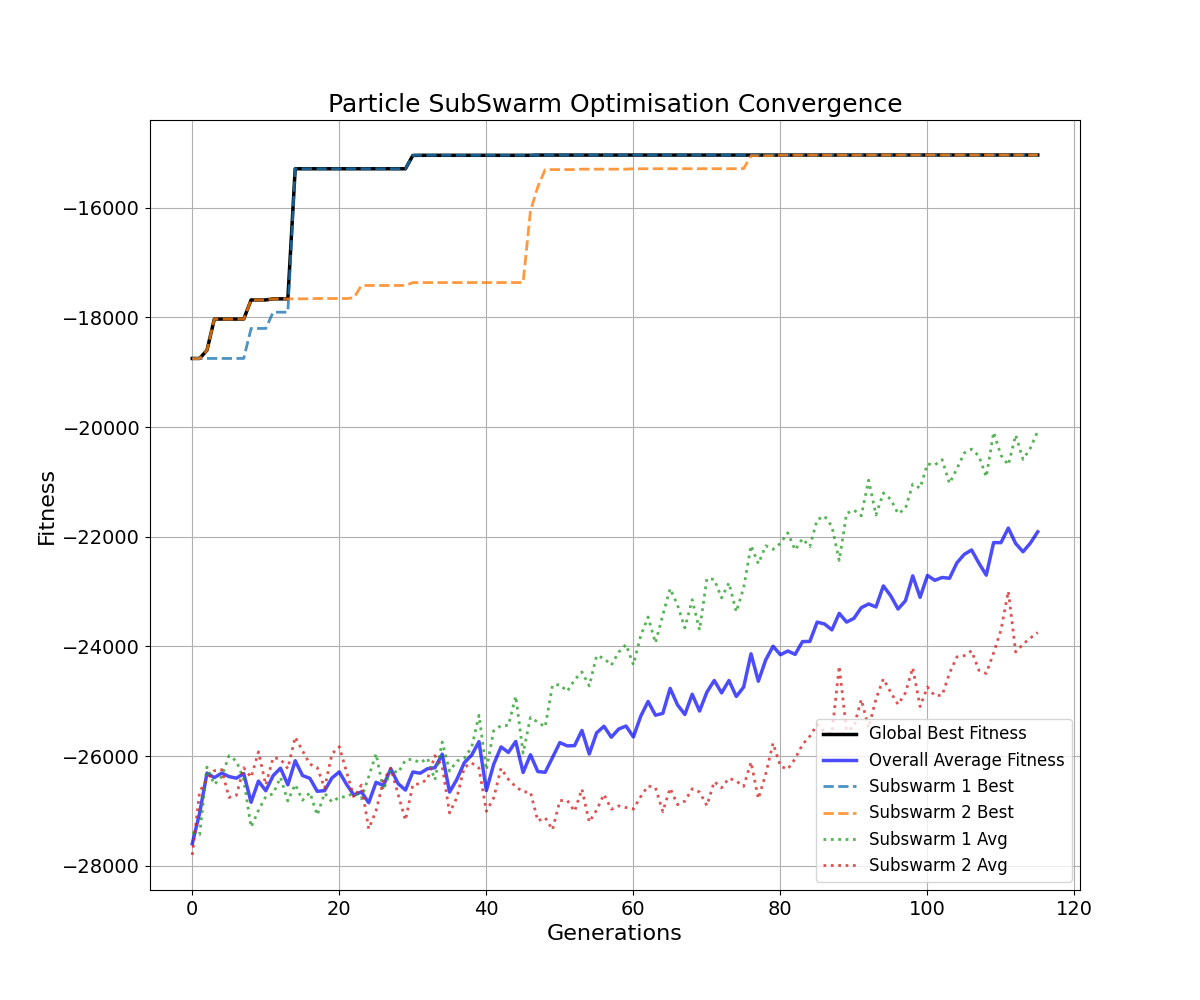 Particle SubSwarm Optimisation Convergence
−16000
−18000
−20000
−22000
−24000
−26000
−28000
Fitness
Global Best Fitness
Overall Average Fitness
Subswarm 1 Best
Subswarm 2 Best
Subswarm 1 Avg
Subswarm 2 Avg
0 20 40 60 80 100 120
Generations